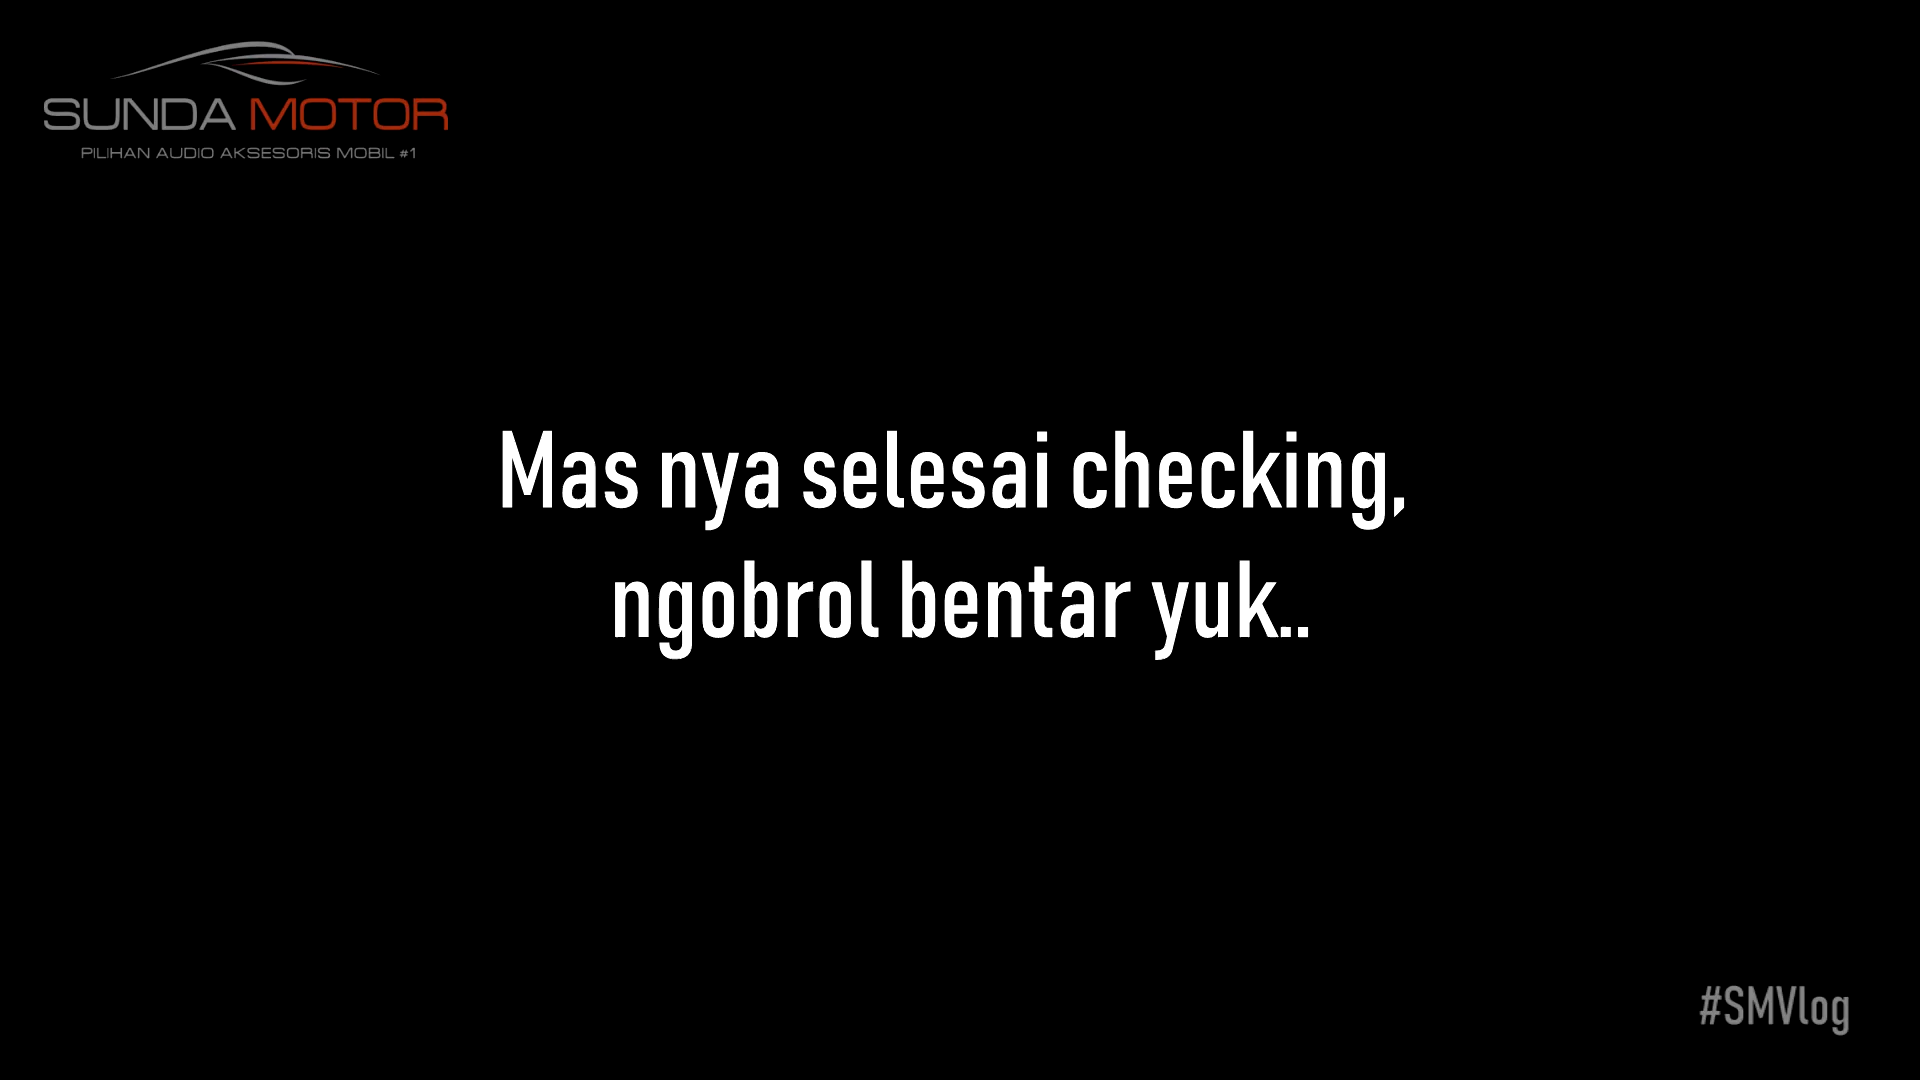 SUNDA MOTOR
PILIHAN AUDIO AKSESORIS MOBIL #1
Mas nya selesai checking,
ngobrol bentar yuk..
#SMVlog